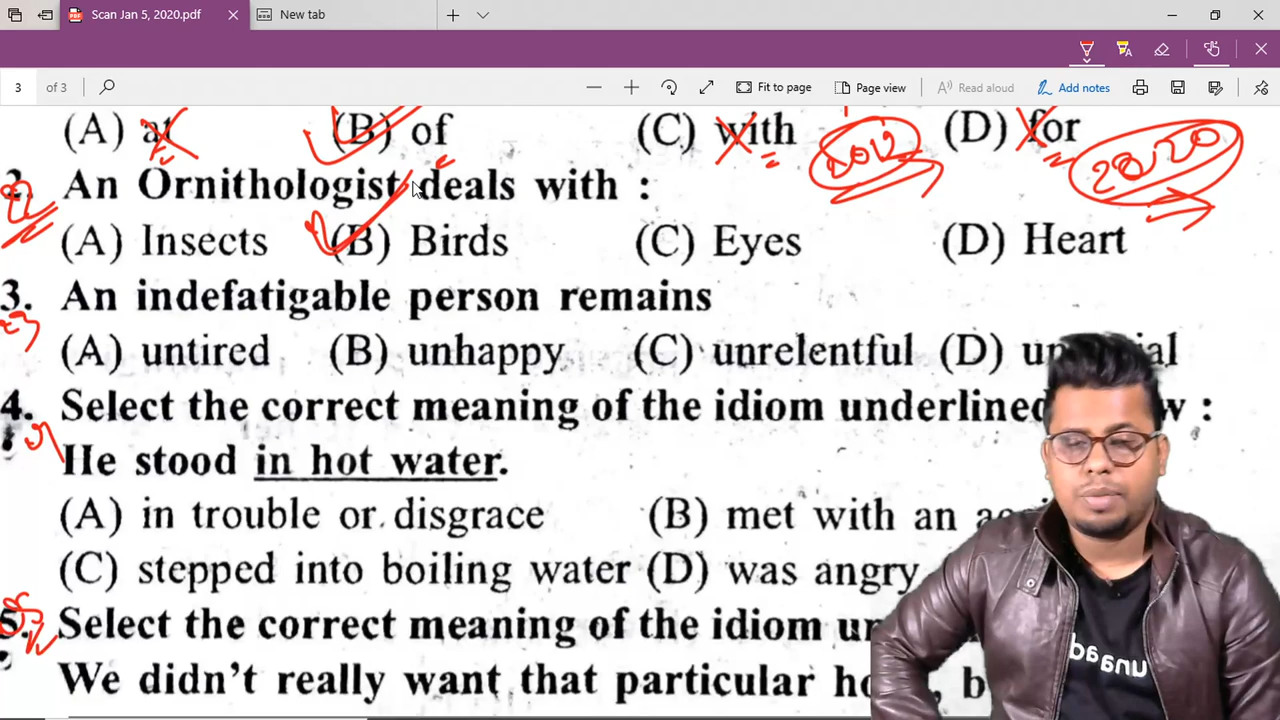 Scan Jan 5, 2020.pdf
New tab
3 of 3
Fit to page
Page view
Read aloud
Add notes
(A) at (B) of (C) with (D) for
2020
2. An Ornithologist deals with :
(A) Insects (B) Birds (C) Eyes (D) Heart
3. An indefatigable person remains
(A) untired (B) unhappy (C) unrelentful (D)
4. Select the correct meaning of the idiom underlined :
He stood in hot water.
(A) in trouble or disgrace (B) met with an
(C) stepped into boiling water (D) was angry
5. Select the correct meaning of the idiom
We didn't really want that particular